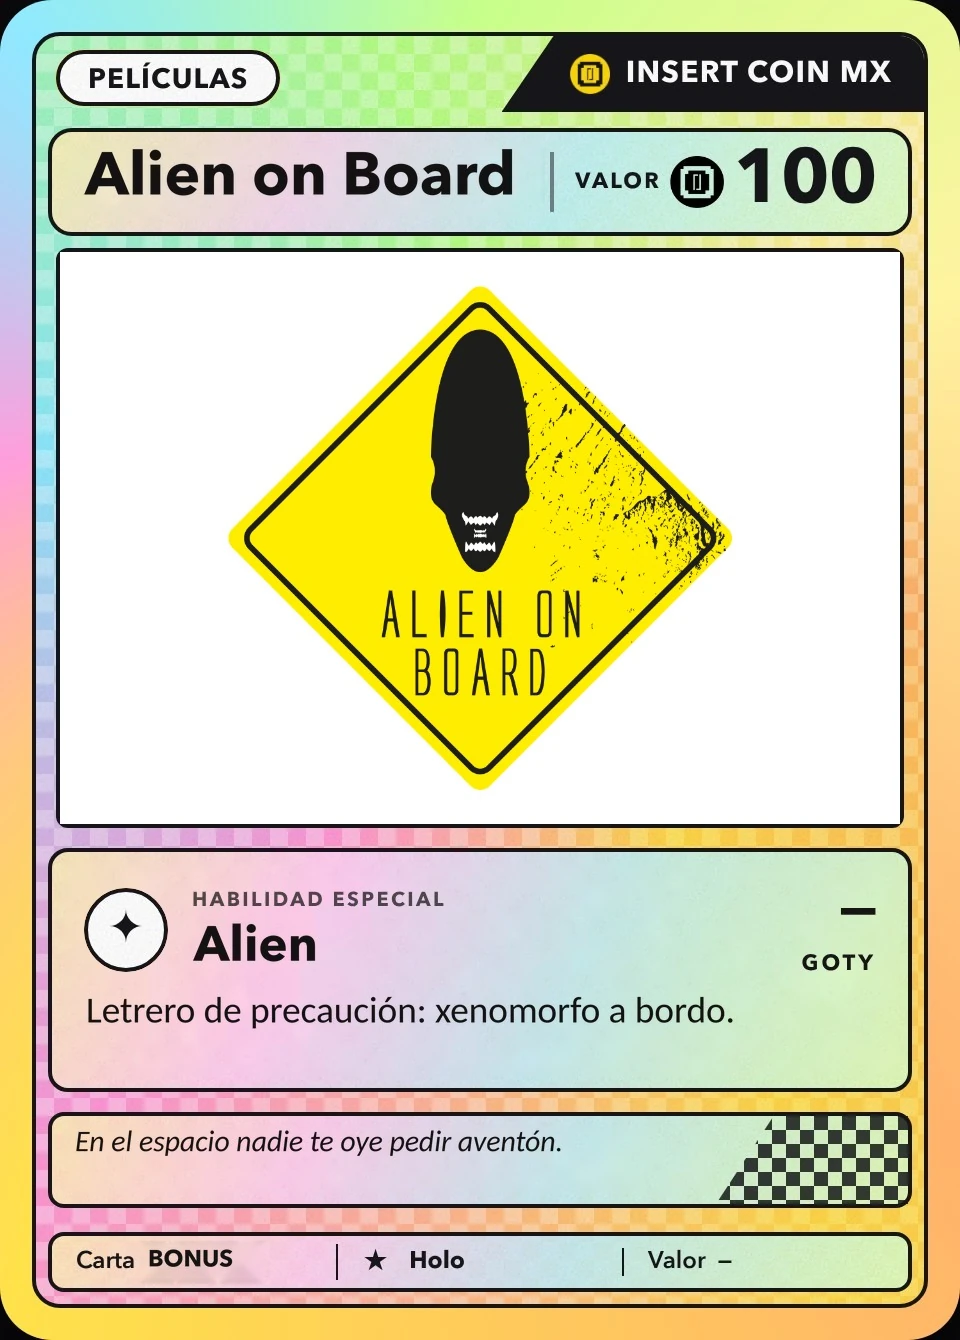 PELÍCULAS
INSERT COIN MX
Alien on Board
VALOR 100
ALIEN ON
BOARD
HABILIDAD ESPECIAL
Alien
—
GOTY
Letrero de precaución: xenomorfo a bordo.
En el espacio nadie te oye pedir aventón.
Carta BONUS ★ Holo Valor –